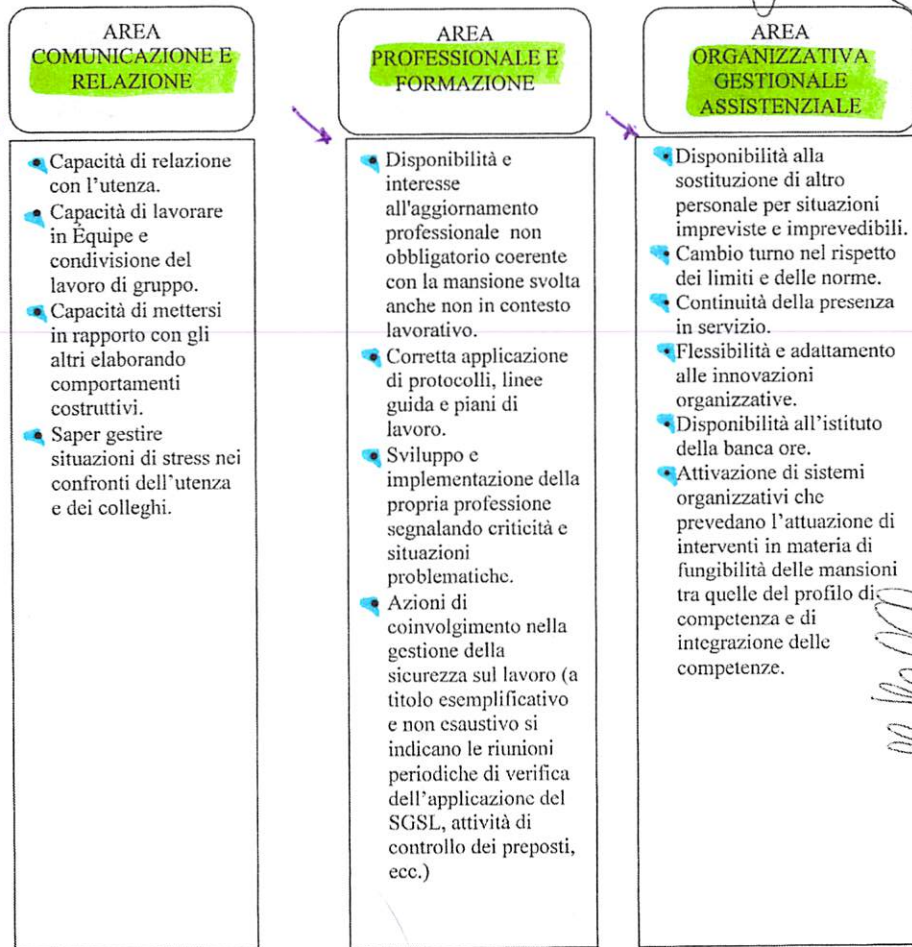 AREA
COMUNICAZIONE E
RELAZIONE
Capacità di relazione
con l'utenza.
Capacità di lavorare
in Équipe e
condivisione del
lavoro di gruppo.
Capacità di mettersi
in rapporto con gli
altri elaborando
comportamenti
costruttivi.
Saper gestire
situazioni di stress nei
confronti dell'utenza
e dei colleghi.
AREA
PROFESSIONALE E
FORMAZIONE
Disponibilità e
interesse
all'aggiornamento
professionale non
obbligatorio coerente
con la mansione svolta
anche non in contesto
lavorativo.
Corretta applicazione
di protocolli, linee
guida e piani di
lavoro.
Sviluppo e
implementazione della
propria professione
segnalando criticità e
situazioni
problematiche.
Azioni di
coinvolgimento nella
gestione della
sicurezza sul lavoro (a
titolo esemplificativo
e non esaustivo si
indicano le riunioni
periodiche di verifica
dell'applicazione del
SGSL, attività di
controllo dei preposti,
ecc.)
AREA
ORGANIZZATIVA
GESTIONALE
ASSISTENZIALE
Disponibilità alla
sostituzione di altro
personale per situazioni
impreviste e imprevedibili.
Cambio turno nel rispetto
dei limiti e delle norme.
Continuità della presenza
in servizio.
Flessibilità e adattamento
alle innovazioni
organizzative.
Disponibilità all'istituto
della banca ore.
Attivazione di sistemi
organizzativi che
prevedano l'attuazione di
interventi in materia di
fungibilità delle mansioni
tra quelle del profilo di
competenza e di
integrazione delle
competenze.